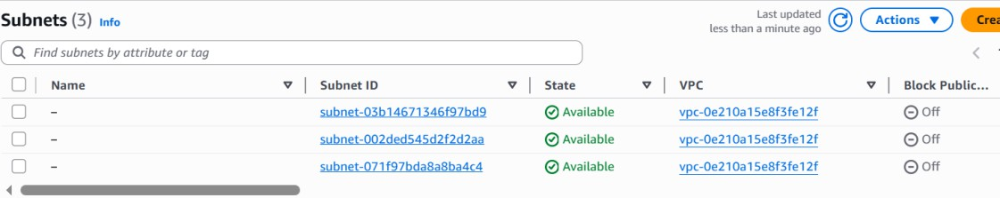 Subnets (3) Info
Last updated
less than a minute ago
Actions
Find subnets by attribute or tag
Name Subnet ID State VPC Block Public...
– subnet-03b14671346f97bd9 Available vpc-0e210a15e8f3fe12f Off
– subnet-002ded545d2f2d2aa Available vpc-0e210a15e8f3fe12f Off
– subnet-071f97bda8a8ba4c4 Available vpc-0e210a15e8f3fe12f Off